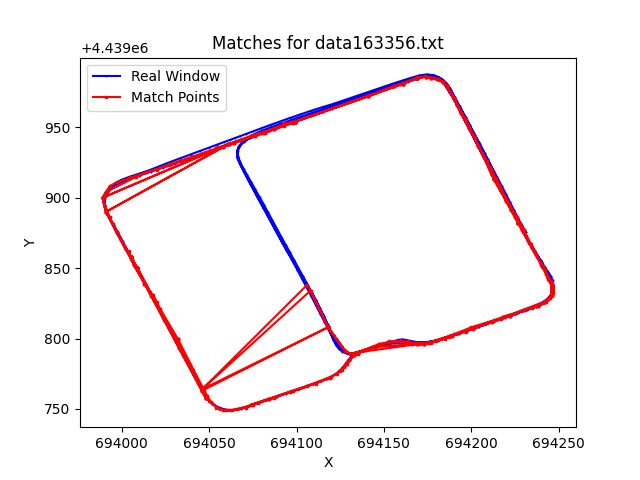 Matches for data163356.txt
+4.439e6
Real Window
Match Points
950
900
850
800
750
Y
694000 694050 694100 694150 694200 694250
X